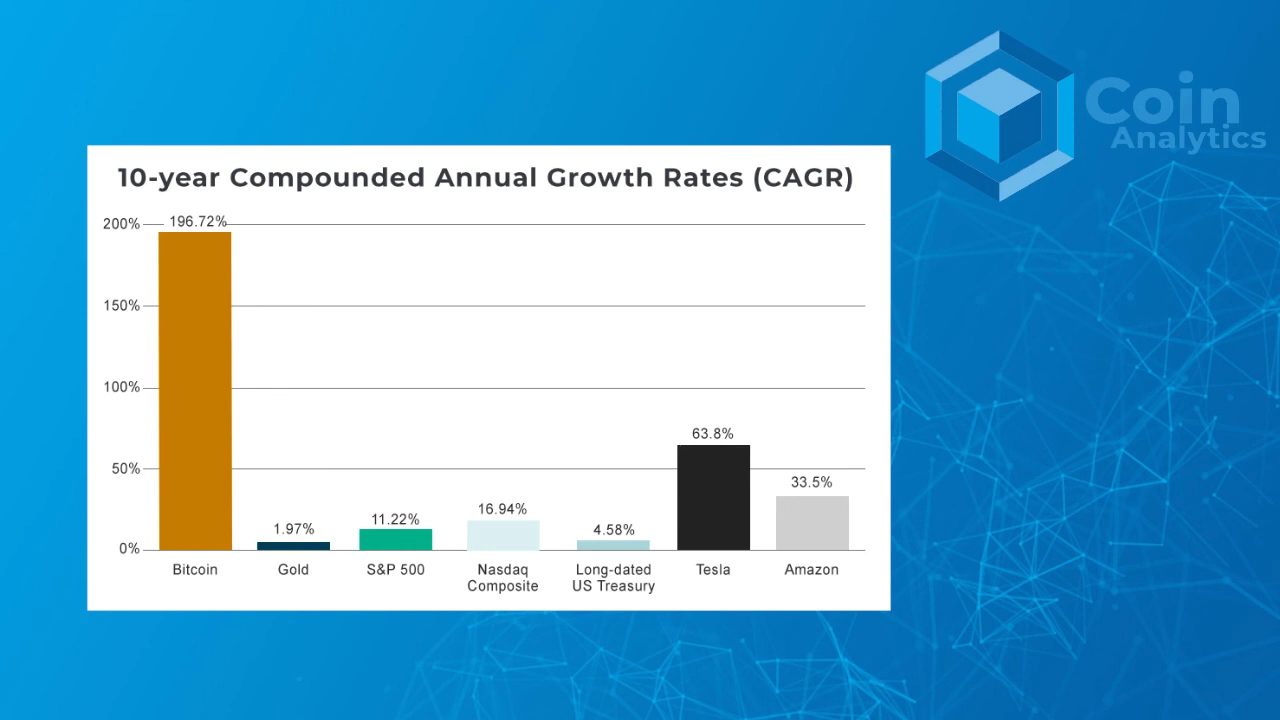 Coin
Analytics
10-year Compounded Annual Growth Rates (CAGR)
200%
196.72%
150%
100%
63.8%
50%
33.5%
16.94%
11.22%
1.97%
4.58%
0%
Bitcoin
Gold
S&P 500
Nasdaq
Composite
Long-dated
US Treasury
Tesla
Amazon